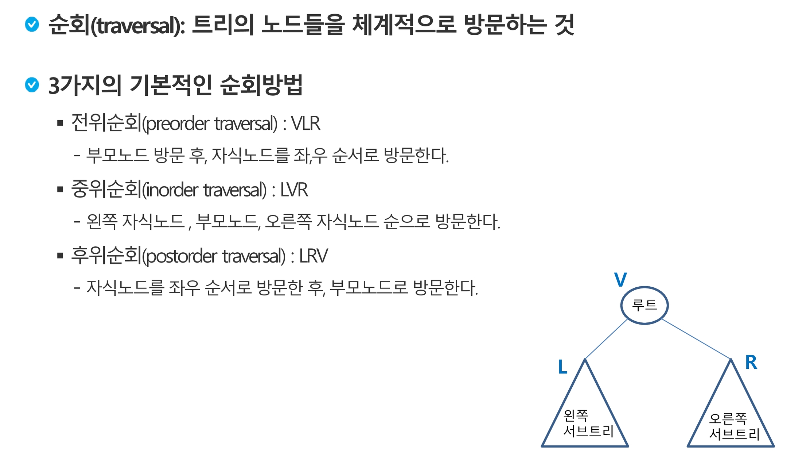 순회(traversal): 트리의 노드들을 체계적으로 방문하는 것
3가지의 기본적인 순회방법
▪ 전위순회(preorder traversal) : VLR
- 부모노드 방문 후, 자식노드를 좌,우 순서로 방문한다.
▪ 중위순회(inorder traversal) : LVR
- 왼쪽 자식노드 , 부모노드, 오른쪽 자식노드 순으로 방문한다.
▪ 후위순회(postorder traversal) : LRV
- 자식노드를 좌우 순서로 방문한 후, 부모노드로 방문한다.
V
루트
L
R
왼쪽
서브트리
오른쪽
서브트리